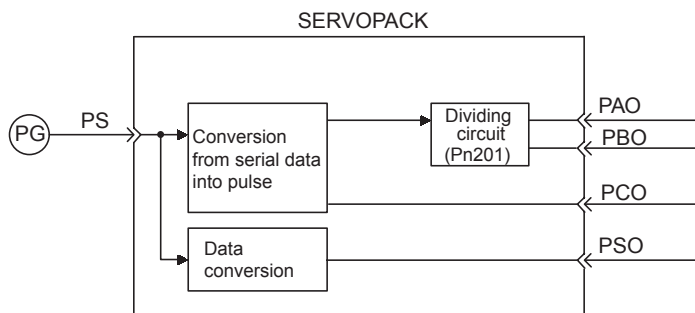 SERVOPACK
PG
PS
Conversion
from serial data
into pulse
Dividing
circuit
(Pn201)
PAO
PBO
PCO
Data
conversion
PSO